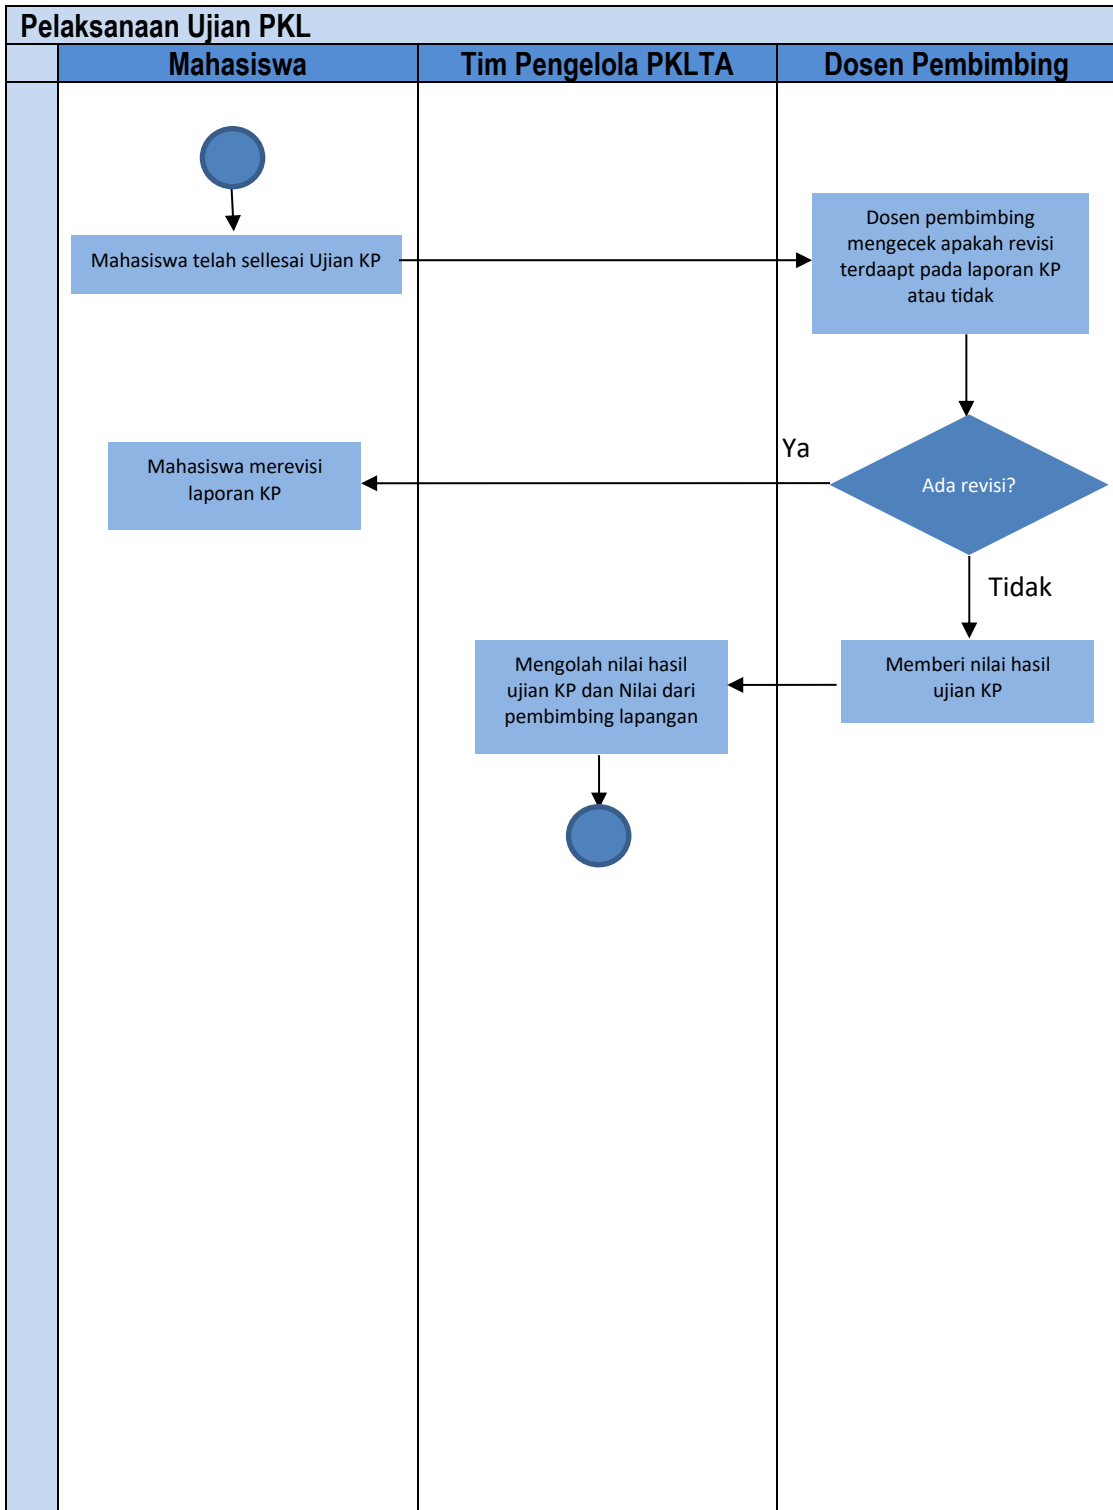 Pelaksanaan Ujian PKL
Mahasiswa
Tim Pengelola PKLTA
Dosen Pembimbing
Dosen pembimbing
mengecek apakah revisi
terdaapt pada laporan KP
atau tidak
Mahasiswa telah sellesai Ujian KP
Ya
Mahasiswa merevisi
laporan KP
Ada revisi?
Tidak
Mengolah nilai hasil
ujian KP dan Nilai dari
pembimbing lapangan
Memberi nilai hasil
ujian KP